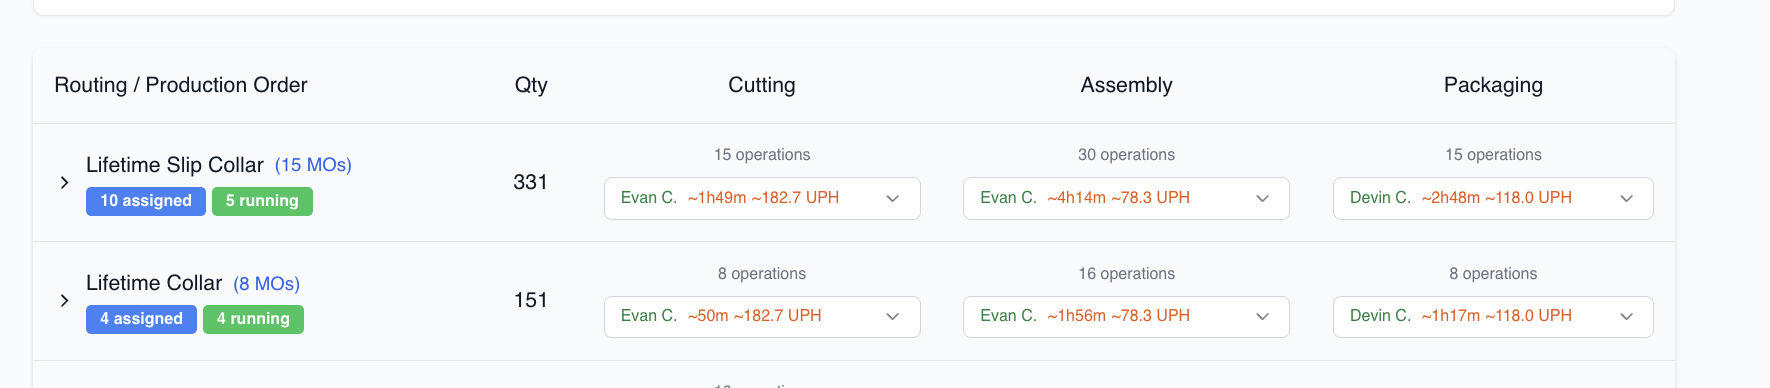 Routing / Production Order Qty Cutting Assembly Packaging
15 operations 30 operations 15 operations
Lifetime Slip Collar (15 MOs)
331
10 assigned 5 running
Evan C. ~1h49m ~182.7 UPH Evan C. ~4h14m ~78.3 UPH Devin C. ~2h48m ~118.0 UPH
8 operations 16 operations 8 operations
Lifetime Collar (8 MOs)
151
4 assigned 4 running
Evan C. ~50m ~182.7 UPH Evan C. ~1h56m ~78.3 UPH Devin C. ~1h17m ~118.0 UPH